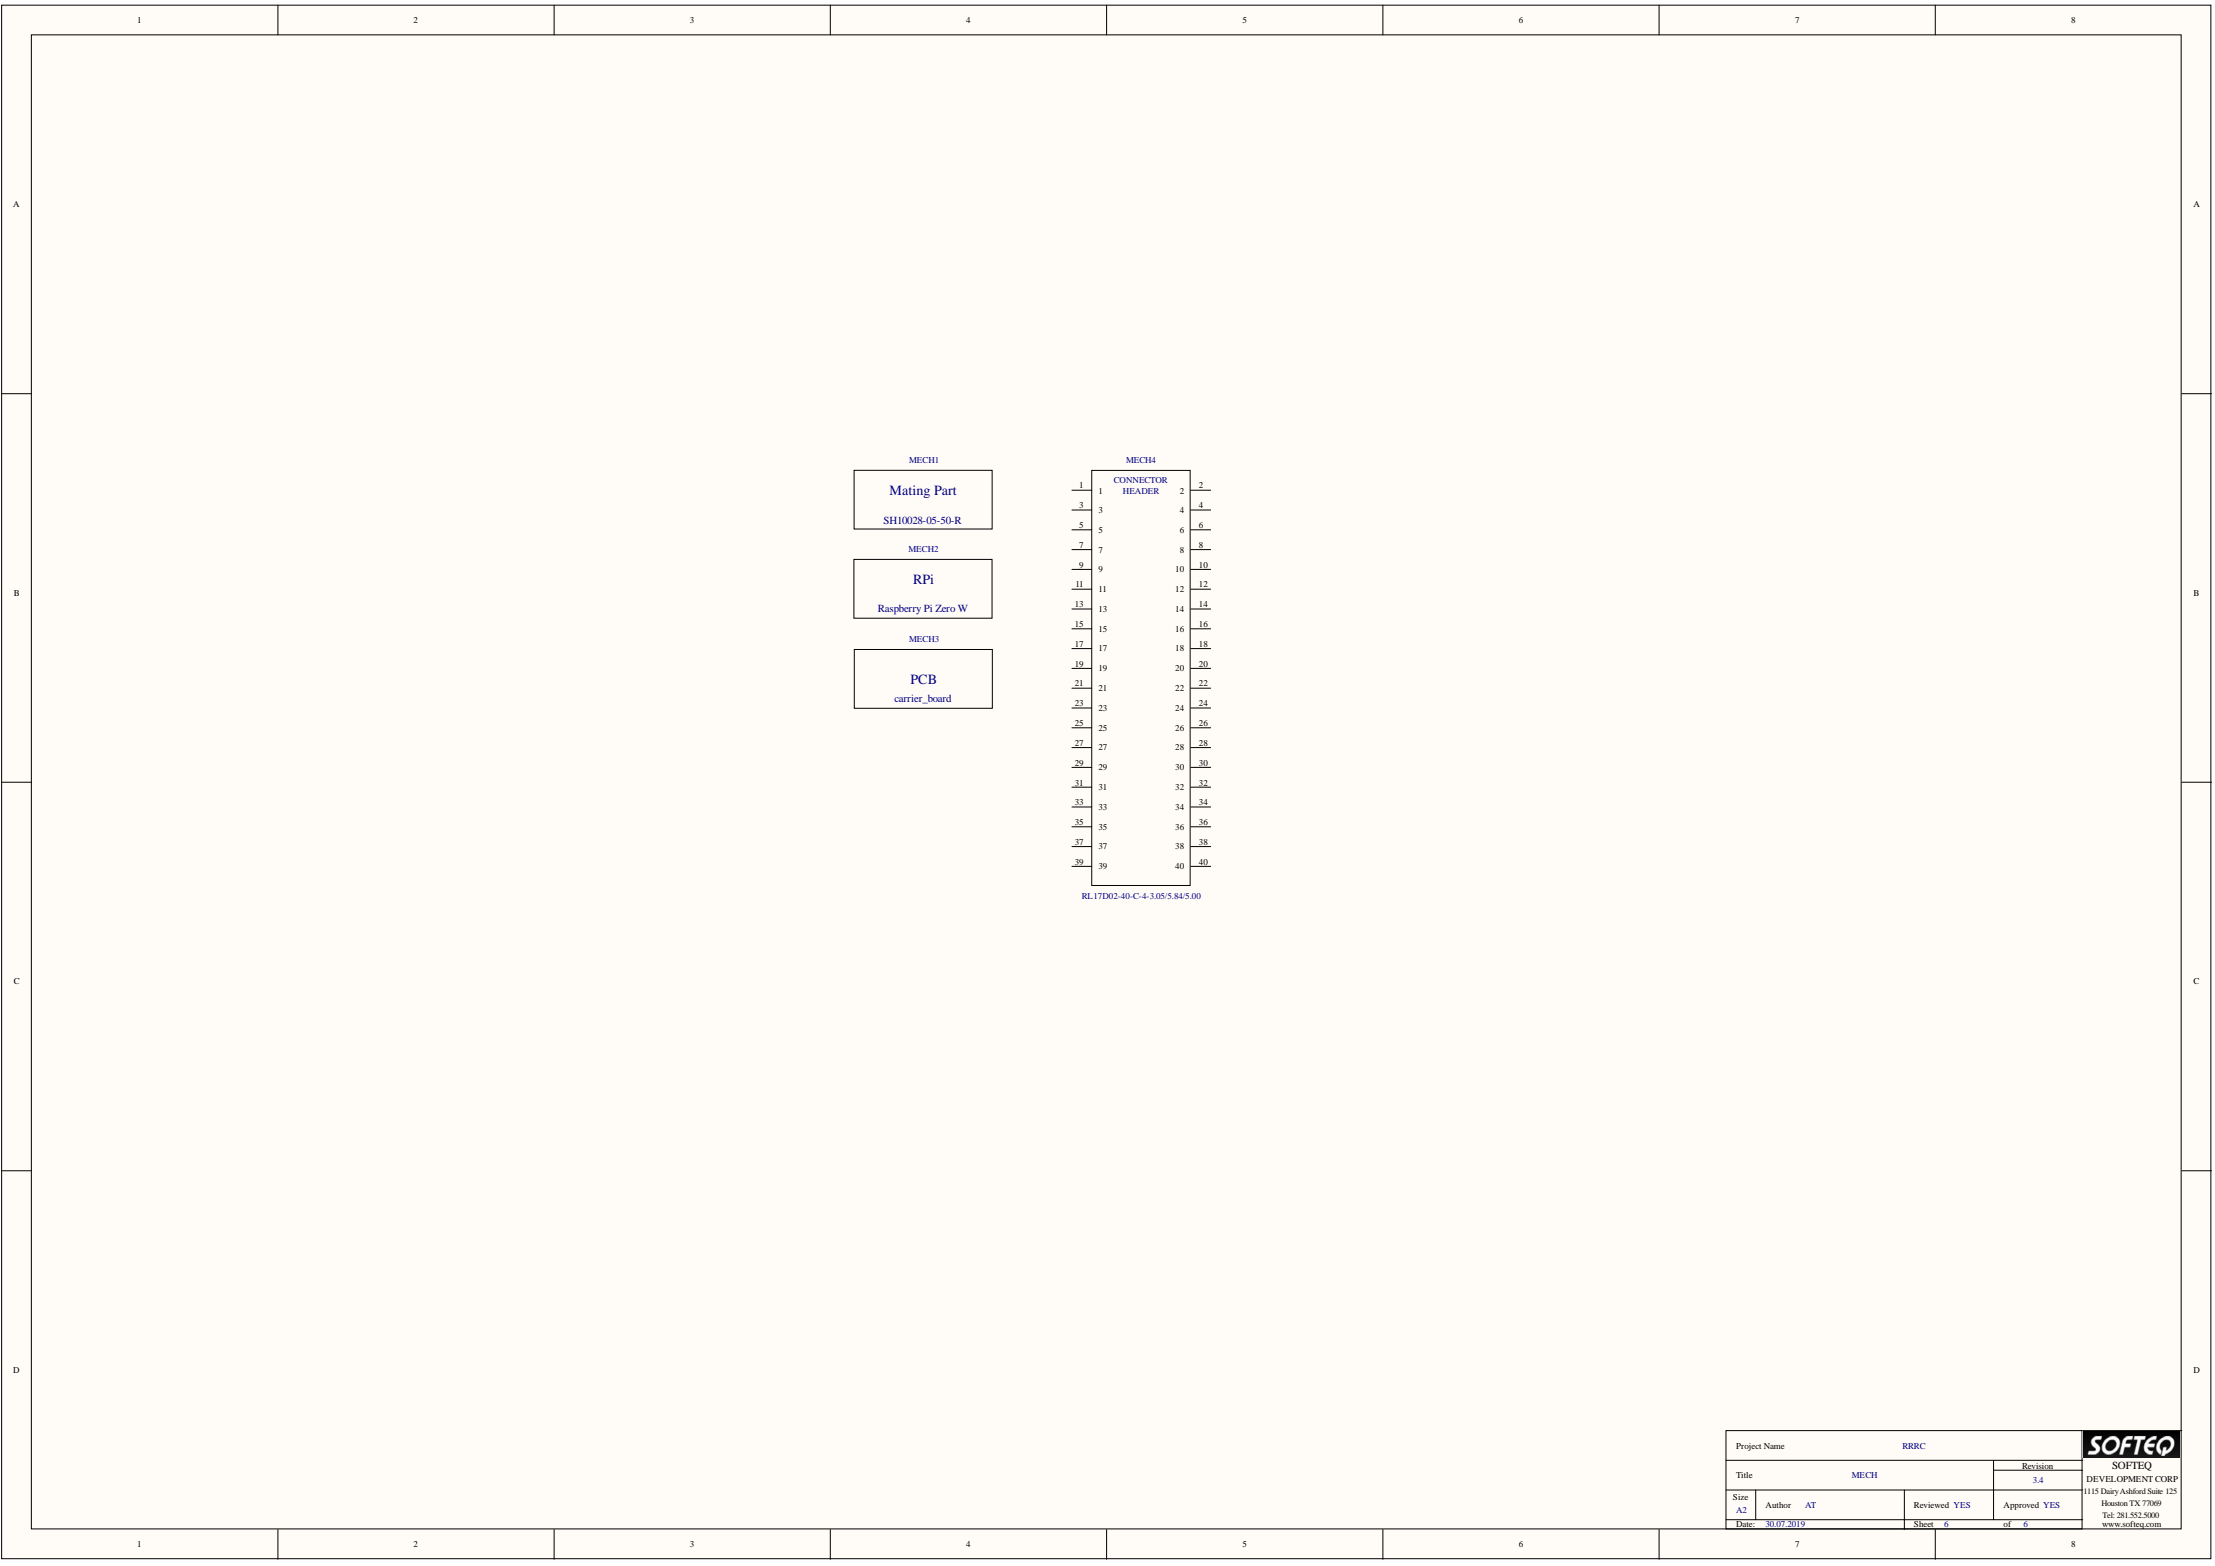 1 2 3 4 5 6 7 8
A A
MECH1
Mating Part
SH10028-05-50-R
MECH2
RPi
Raspberry Pi Zero W
MECH3
PCB
carrier_board
MECH4
CONNECTOR
HEADER
1 1 2 2
3 3 4 4
5 5 6 6
7 7 8 8
9 9 10 10
11 11 12 12
13 13 14 14
15 15 16 16
17 17 18 18
19 19 20 20
21 21 22 22
23 23 24 24
25 25 26 26
27 27 28 28
29 29 30 30
31 31 32 32
33 33 34 34
35 35 36 36
37 37 38 38
39 39 40 40
RL17D02-40-C-4-3.05/5.84/5.00
B B
C C
D D
Project Name RRRC
Title MECH
Revision
3.4
Size
A2
Author AT
Reviewed YES
Approved YES
Date: 30.07.2019
Sheet 6 of 6
SOFTEQ
SOFTEQ
DEVELOPMENT CORP
1115 Dairy Ashford Suite 125
Houston TX 77069
Tel: 281.552.5000
www.softeq.com
1 2 3 4 5 6 7 8